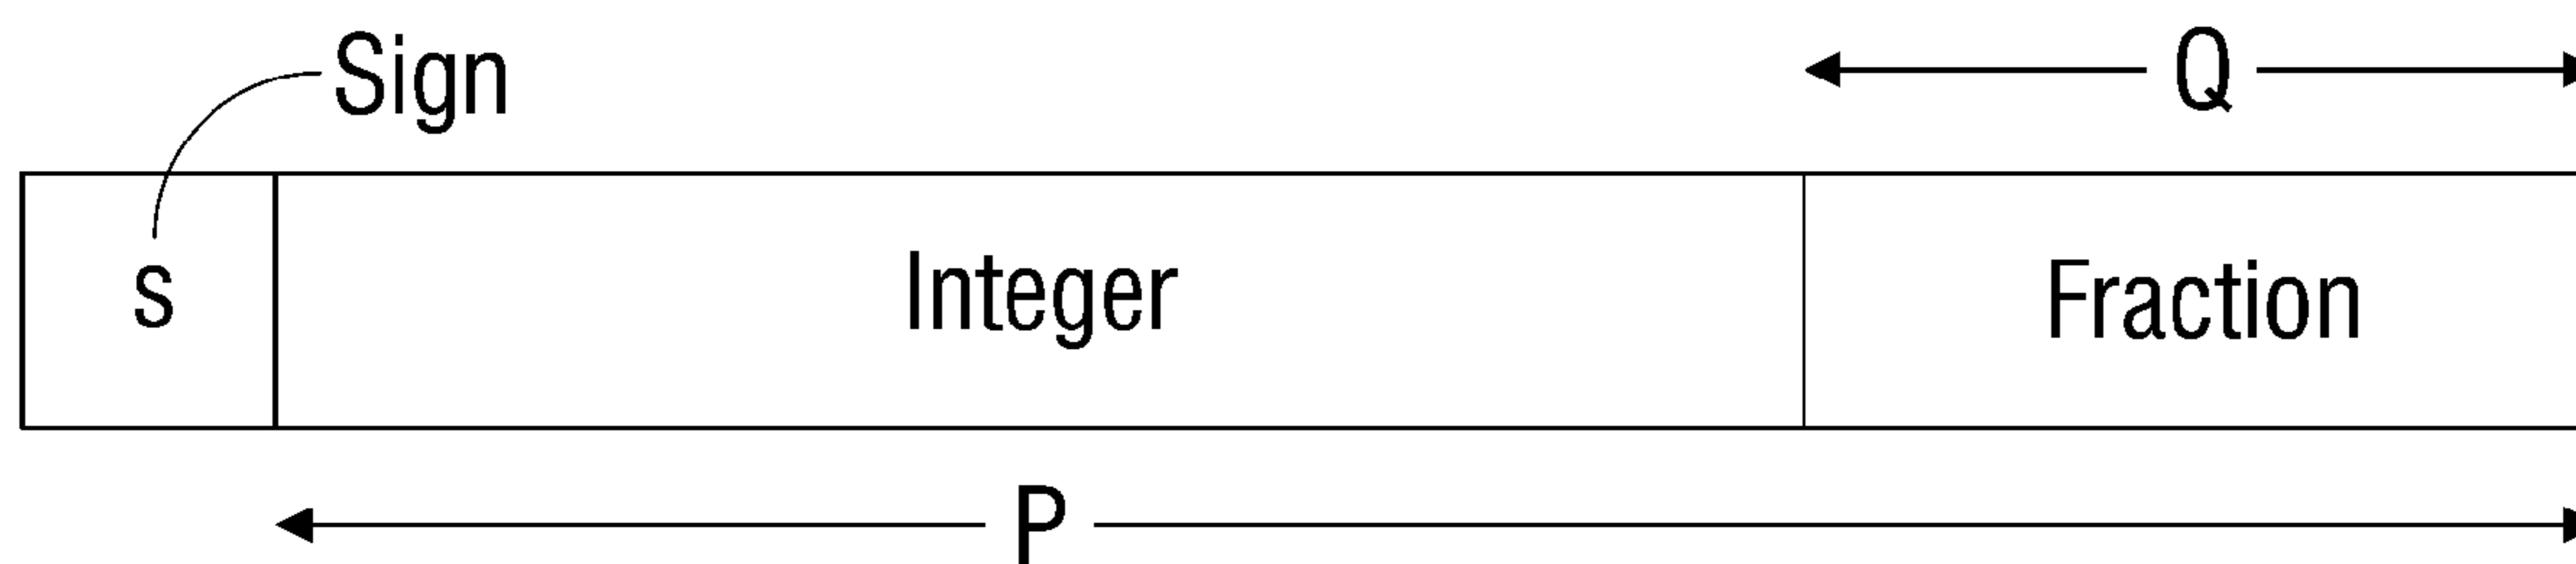 Sign
Q
s
Integer
Fraction
P